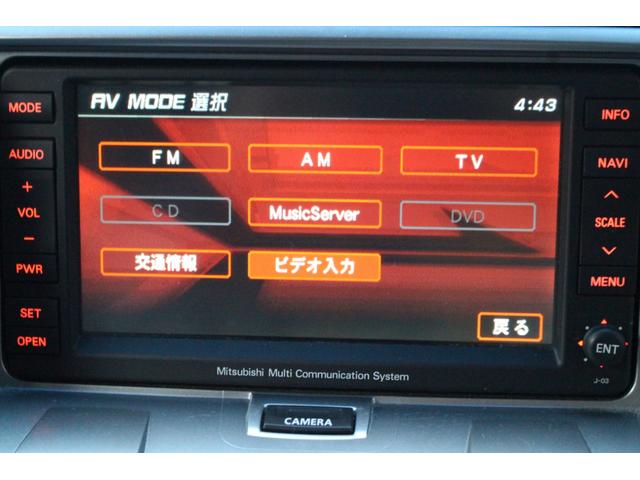 AV MODE 選択
4:43
FM
AM
TV
CD
MusicServer
DVD
交通情報
ビデオ入力
戻る
MODE
AUDIO
+
VOL
−
PWR
SET
OPEN
INFO
NAVI
SCALE
MENU
ENT
J-03
Mitsubishi Multi Communication System
CAMERA